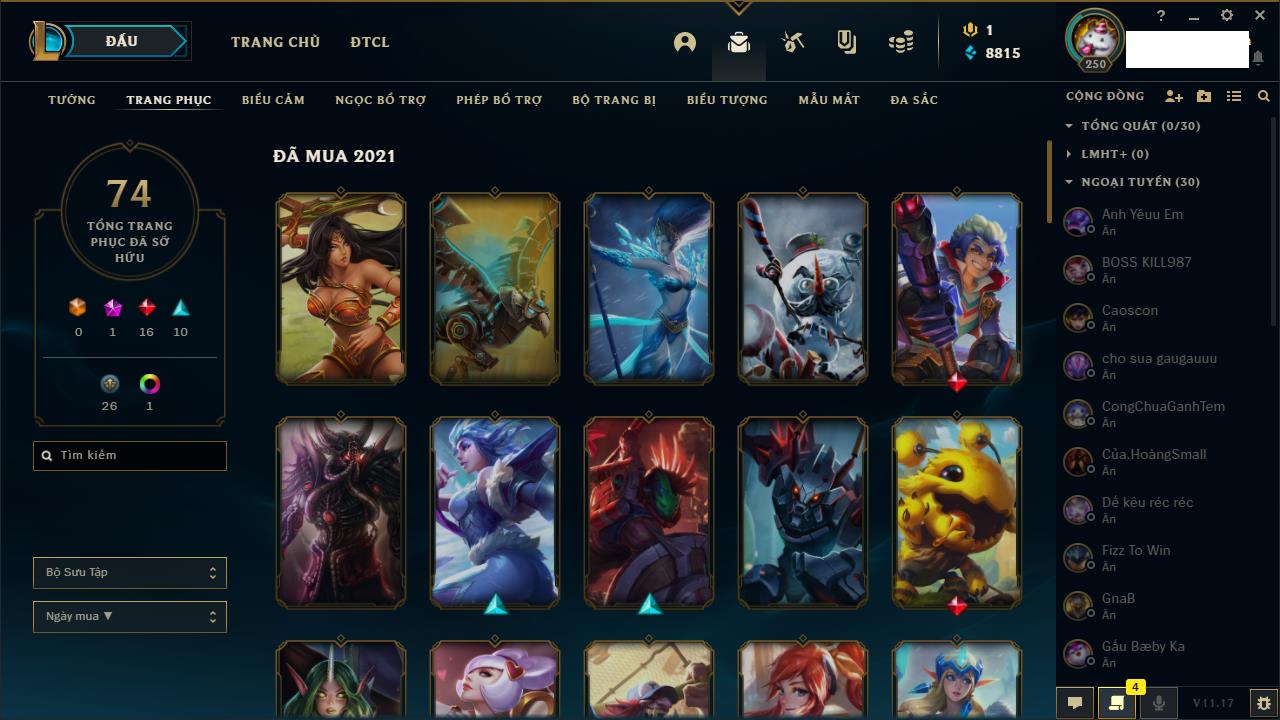 ĐẤU
TRANG CHỦ
ĐTCL
1
8815
250
?
TƯỚNG
TRANG PHỤC
BIỂU CẢM
NGỌC BỔ TRỢ
PHÉP BỔ TRỢ
BỘ TRANG BỊ
BIỂU TƯỢNG
MẪU MẮT
ĐA SẮC
74
TỔNG TRANG
PHỤC ĐÃ SỞ
HỮU
0
1
16
10
26
1
Tìm kiếm
Bộ Sưu Tập
Ngày mua ▼
ĐÃ MUA 2021
CỘNG ĐỒNG
TỔNG QUÁT (0/30)
LMHT+ (0)
NGOẠI TUYẾN (30)
Anh Yêuu Em
Ẩn
BOSS KILL987
Ẩn
Caoscon
Ẩn
cho sua gaugauuu
Ẩn
CongChuaGanhTem
Ẩn
Của.HoàngSmall
Ẩn
Dế kêu réc réc
Ẩn
Fizz To Win
Ẩn
GnaB
Ẩn
Gấu Bæby Ka
Ẩn
4
V11.17